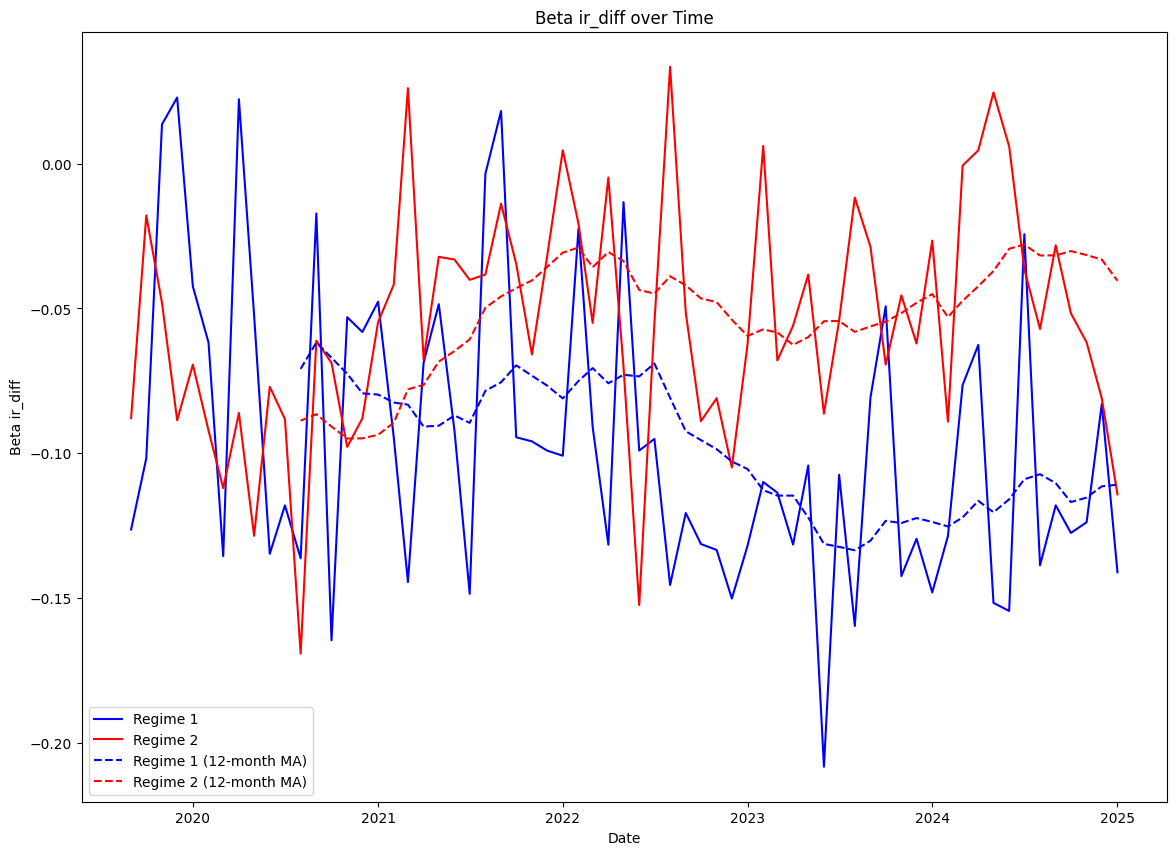 Beta ir_diff over Time
Beta ir_diff
0.00
−0.05
−0.10
−0.15
−0.20
Regime 1
Regime 2
Regime 1 (12-month MA)
Regime 2 (12-month MA)
2020
2021
2022
2023
2024
2025
Date